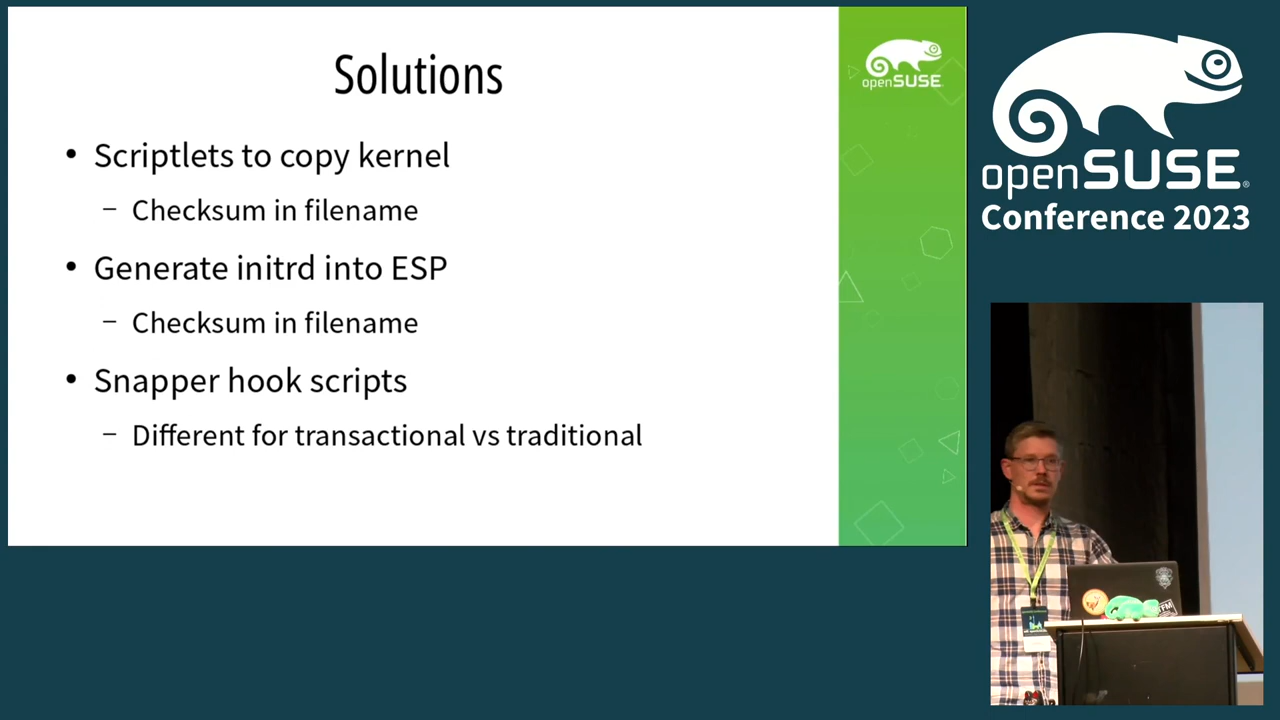 Solutions
• Scriptlets to copy kernel
– Checksum in filename
• Generate initrd into ESP
– Checksum in filename
• Snapper hook scripts
– Different for transactional vs traditional
openSUSE
openSUSE®
Conference 2023